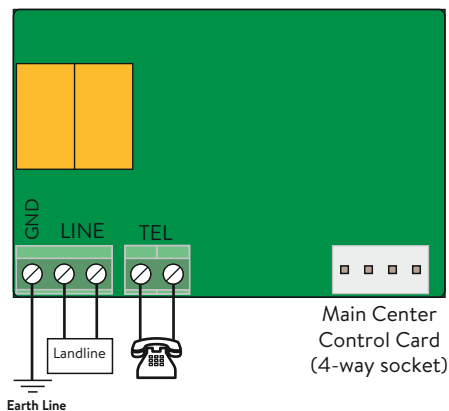 GND
LINE
TEL
Landline
Earth Line
Main Center
Control Card
(4-way socket)